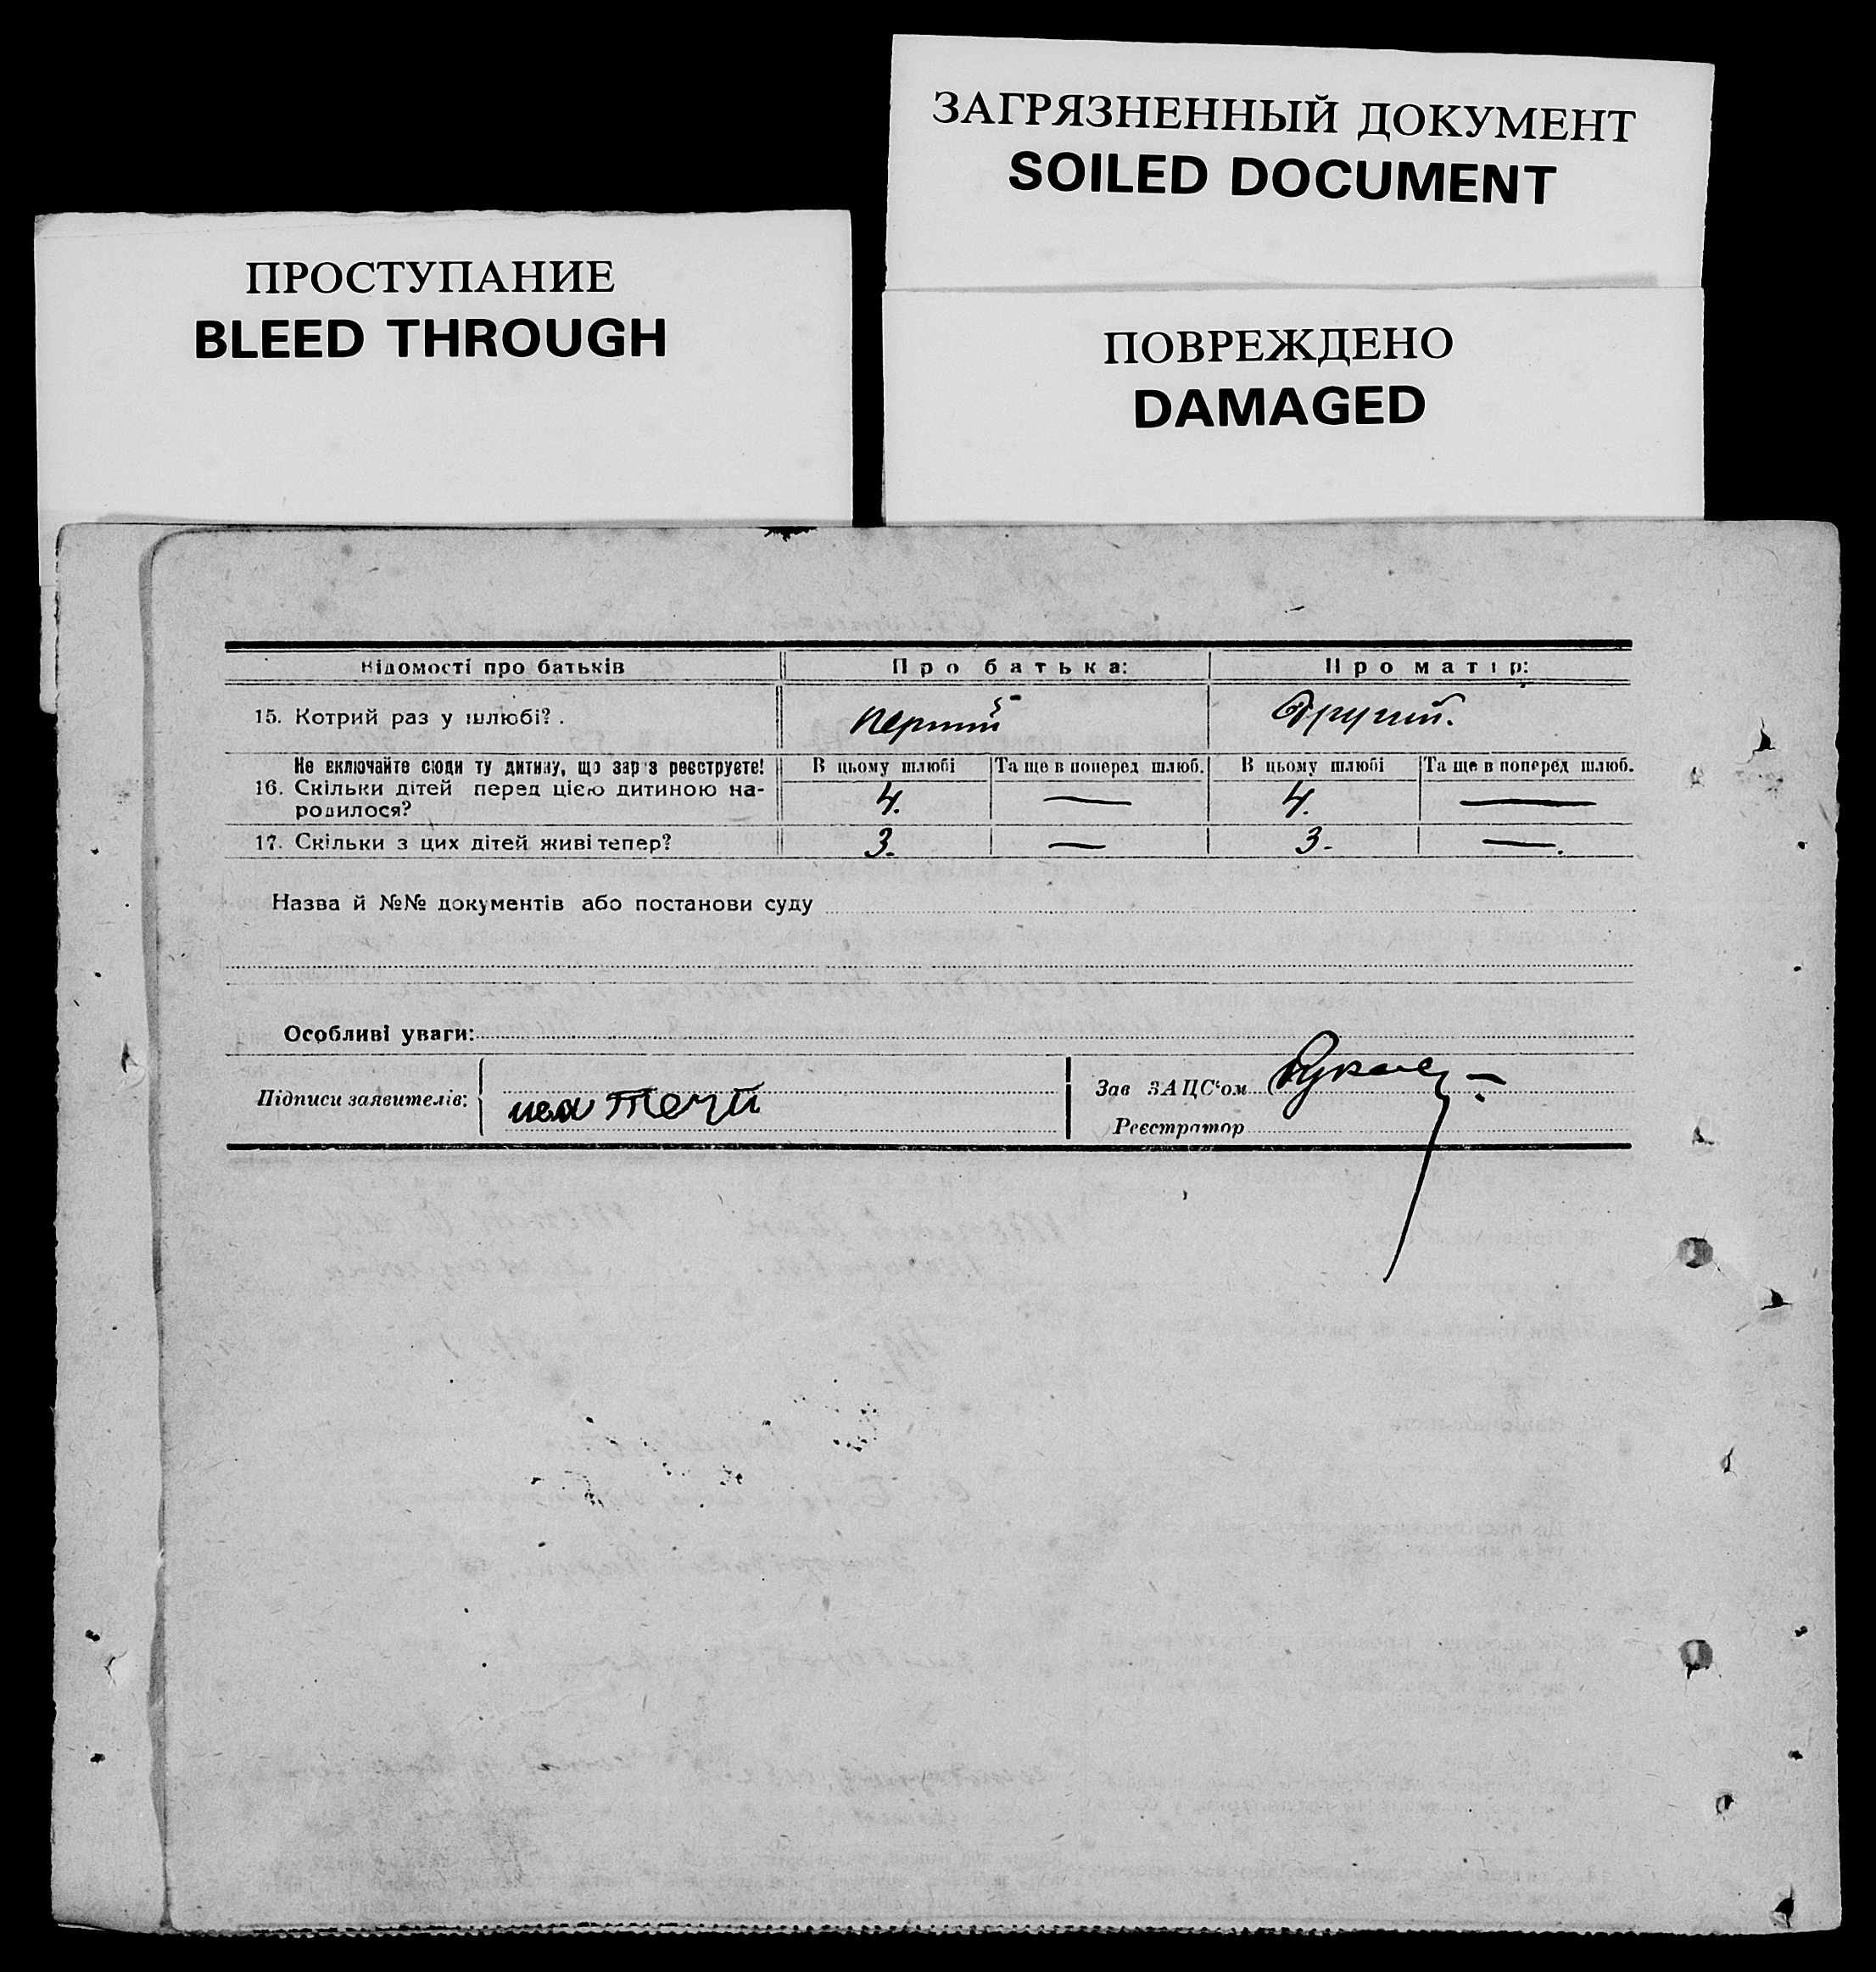 ЗАГРЯЗНЕННЫЙ ДОКУМЕНТ
SOILED DOCUMENT
ПРОСТУПАНИЕ
BLEED THROUGH
ПОВРЕЖДЕНО
DAMAGED
Відомості про батьків Про батька: Про матір:
15. Котрий раз у шлюбі? . перший Другий.
Не включайте сюди ту дитину, що зараз реєструєте! В цьому шлюбі Та ще в поперед шлюб. В цьому шлюбі Та ще в поперед шлюб.
16. Скільки дітей перед цією дитиною на-
родилося? 4. — 4. —
17. Скільки з цих дітей живі тепер? 3. — 3- —.
Назва й №№ документів або постанови суду
Особливі уваги:
Підписи заявителів:
Зав ЗАЦС'ом
Реєстратор